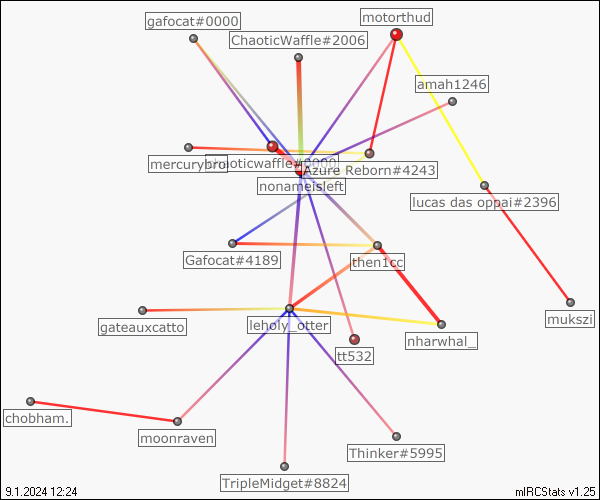 motorthud
gafocat#0000
ChaoticWaffle#2006
amah1246
mercurybro
chaoticwaffle#0000
Azure Reborn#4243
nonameisleft
lucas das oppai#2396
Gafocat#4189
then1cc
gateauxcatto
leholy_otter
nharwhal_
mukszi
tt532
chobham.
moonraven
Thinker#5995
TripleMidget#8824
9.1.2024 12:24
mIRCStats v1.25